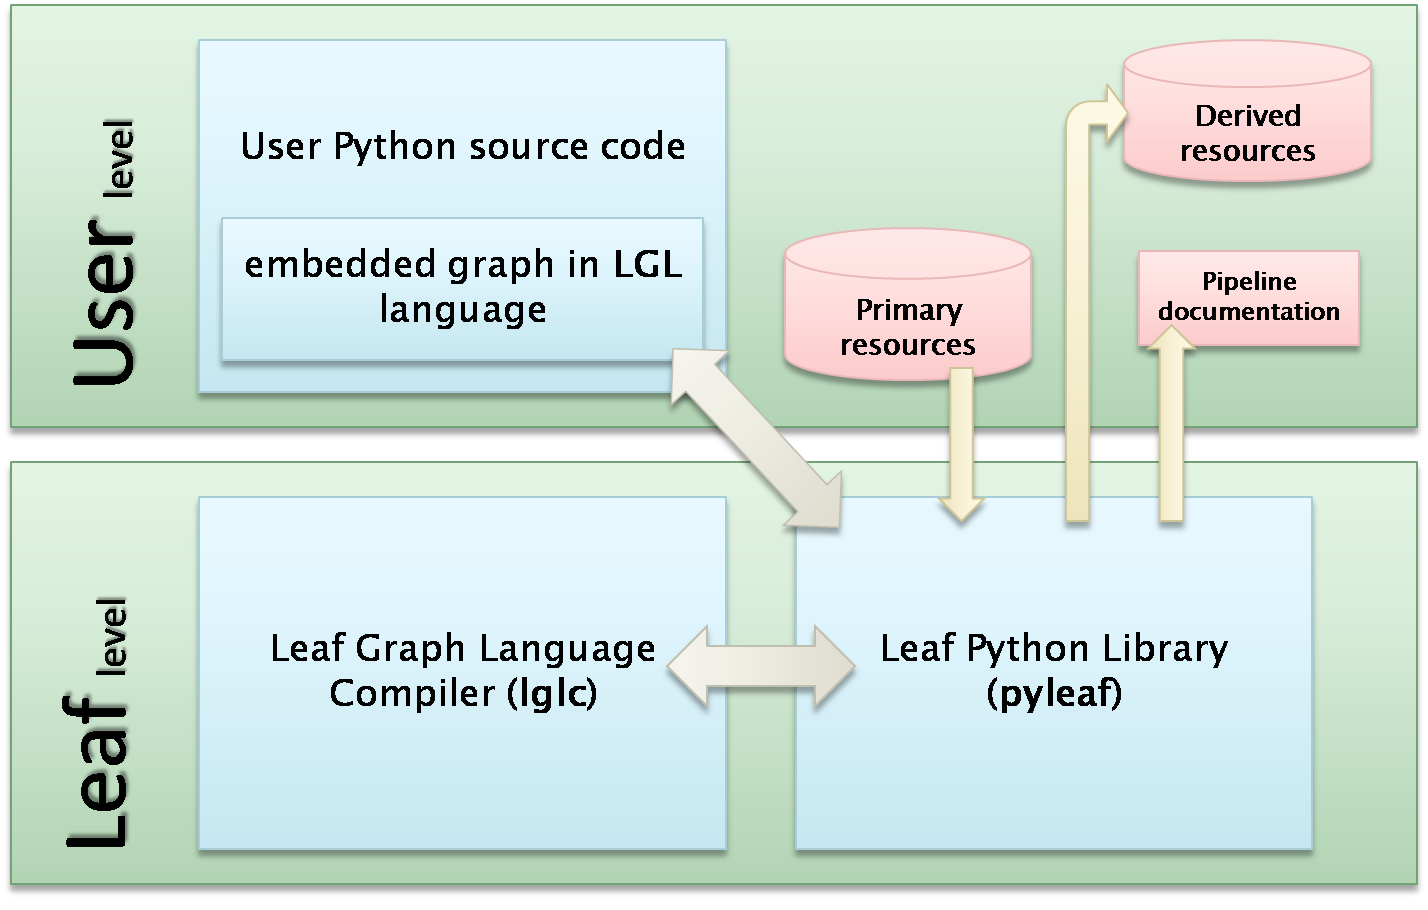 User level
User Python source code
embedded graph in LGL
language
Primary
resources
Derived
resources
Pipeline
documentation
Leaf level
Leaf Graph Language
Compiler (lglc)
Leaf Python Library
(pyleaf)